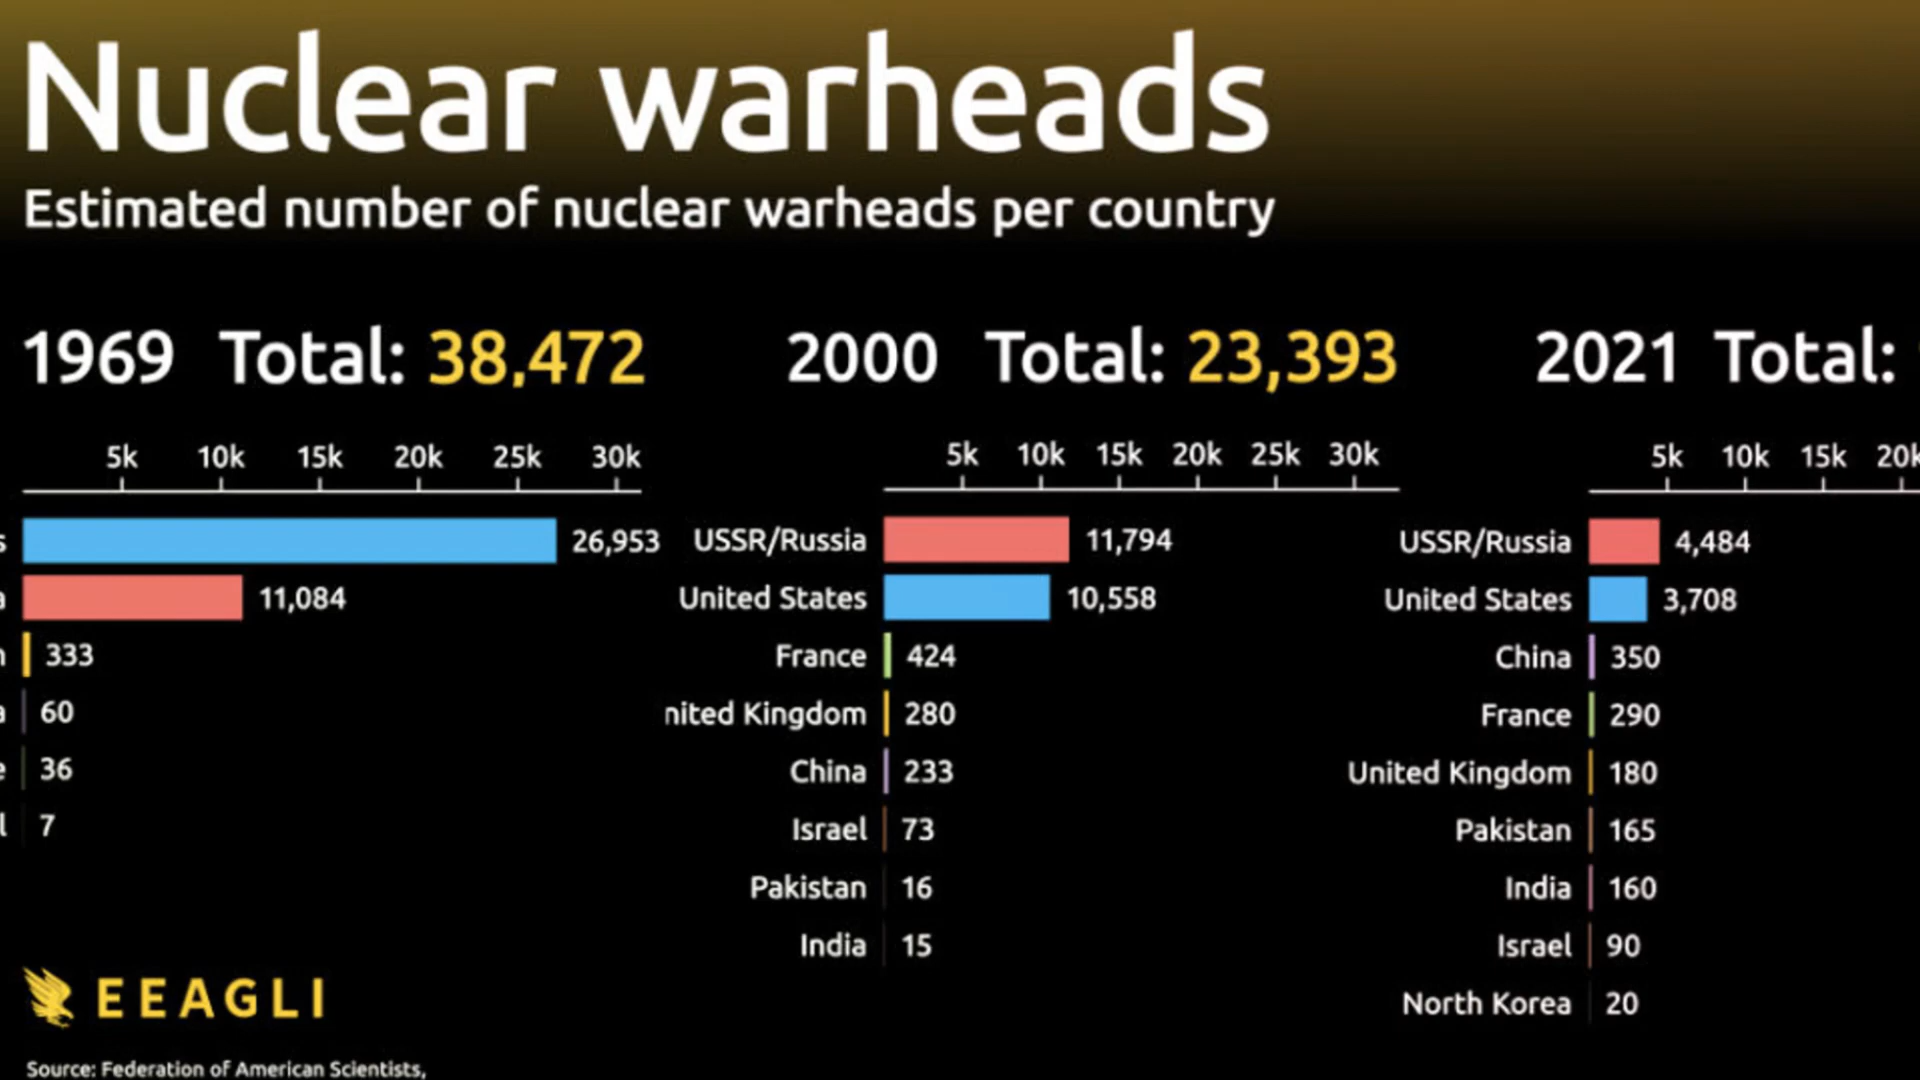 Nuclear warheads
Estimated number of nuclear warheads per country
1969 Total: 38,472
5k 10k 15k 20k 25k 30k
s 26,953
a 11,084
n 333
a 60
e 36
l 7
2000 Total: 23,393
5k 10k 15k 20k 25k 30k
USSR/Russia 11,794
United States 10,558
France 424
nited Kingdom 280
China 233
Israel 73
Pakistan 16
India 15
2021 Total:
5k 10k 15k 20k
USSR/Russia 4,484
United States 3,708
China 350
France 290
United Kingdom 180
Pakistan 165
India 160
Israel 90
North Korea 20
EEAGLI
Source: Federation of American Scientists,